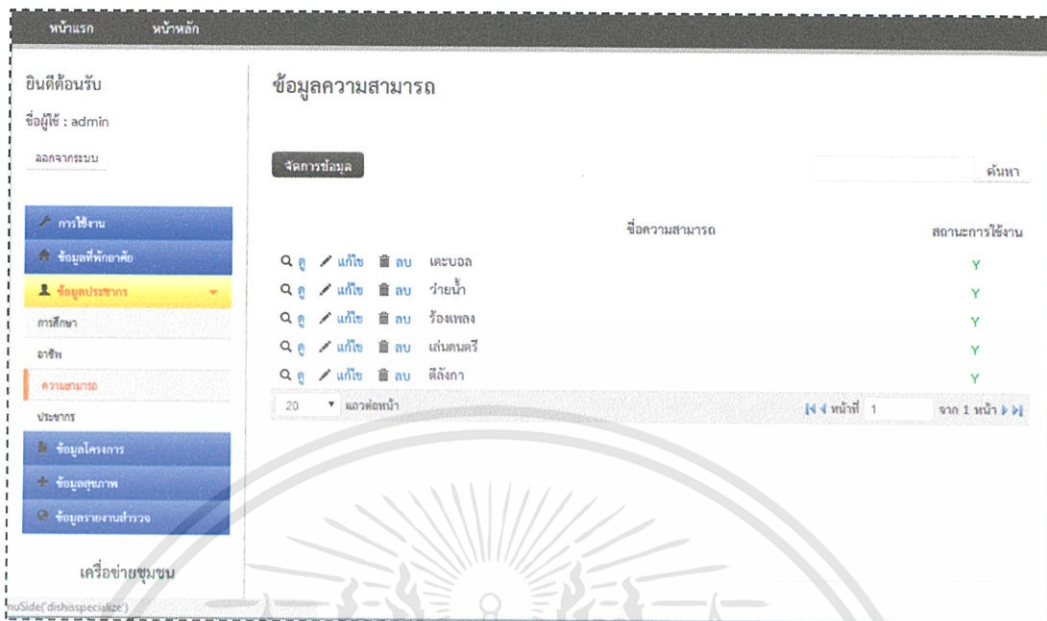 หน้าแรก หน้าหลัก
ยินดีต้อนรับ
ชื่อผู้ใช้ : admin
ออกจากระบบ
การใช้งาน
ข้อมูลที่พักอาศัย
ข้อมูลประชากร
การศึกษา
อาชีพ
ความสามารถ
ประชากร
ข้อมูลโครงการ
ข้อมูลสุขภาพ
ข้อมูลรายงานสำรวจ
เครือข่ายชุมชน
nuSide('dishisspecialize')
ข้อมูลความสามารถ
จัดการข้อมูล
ค้นหา
ชื่อความสามารถ สถานะการใช้งาน
ดู แก้ไข ลบ เตะบอล Y
ดู แก้ไข ลบ ว่ายน้ำ Y
ดู แก้ไข ลบ ร้องเพลง Y
ดู แก้ไข ลบ เล่นดนตรี Y
ดู แก้ไข ลบ ตีลังกา Y
20 แถวต่อหน้า หน้าที่ 1 จาก 1 หน้า